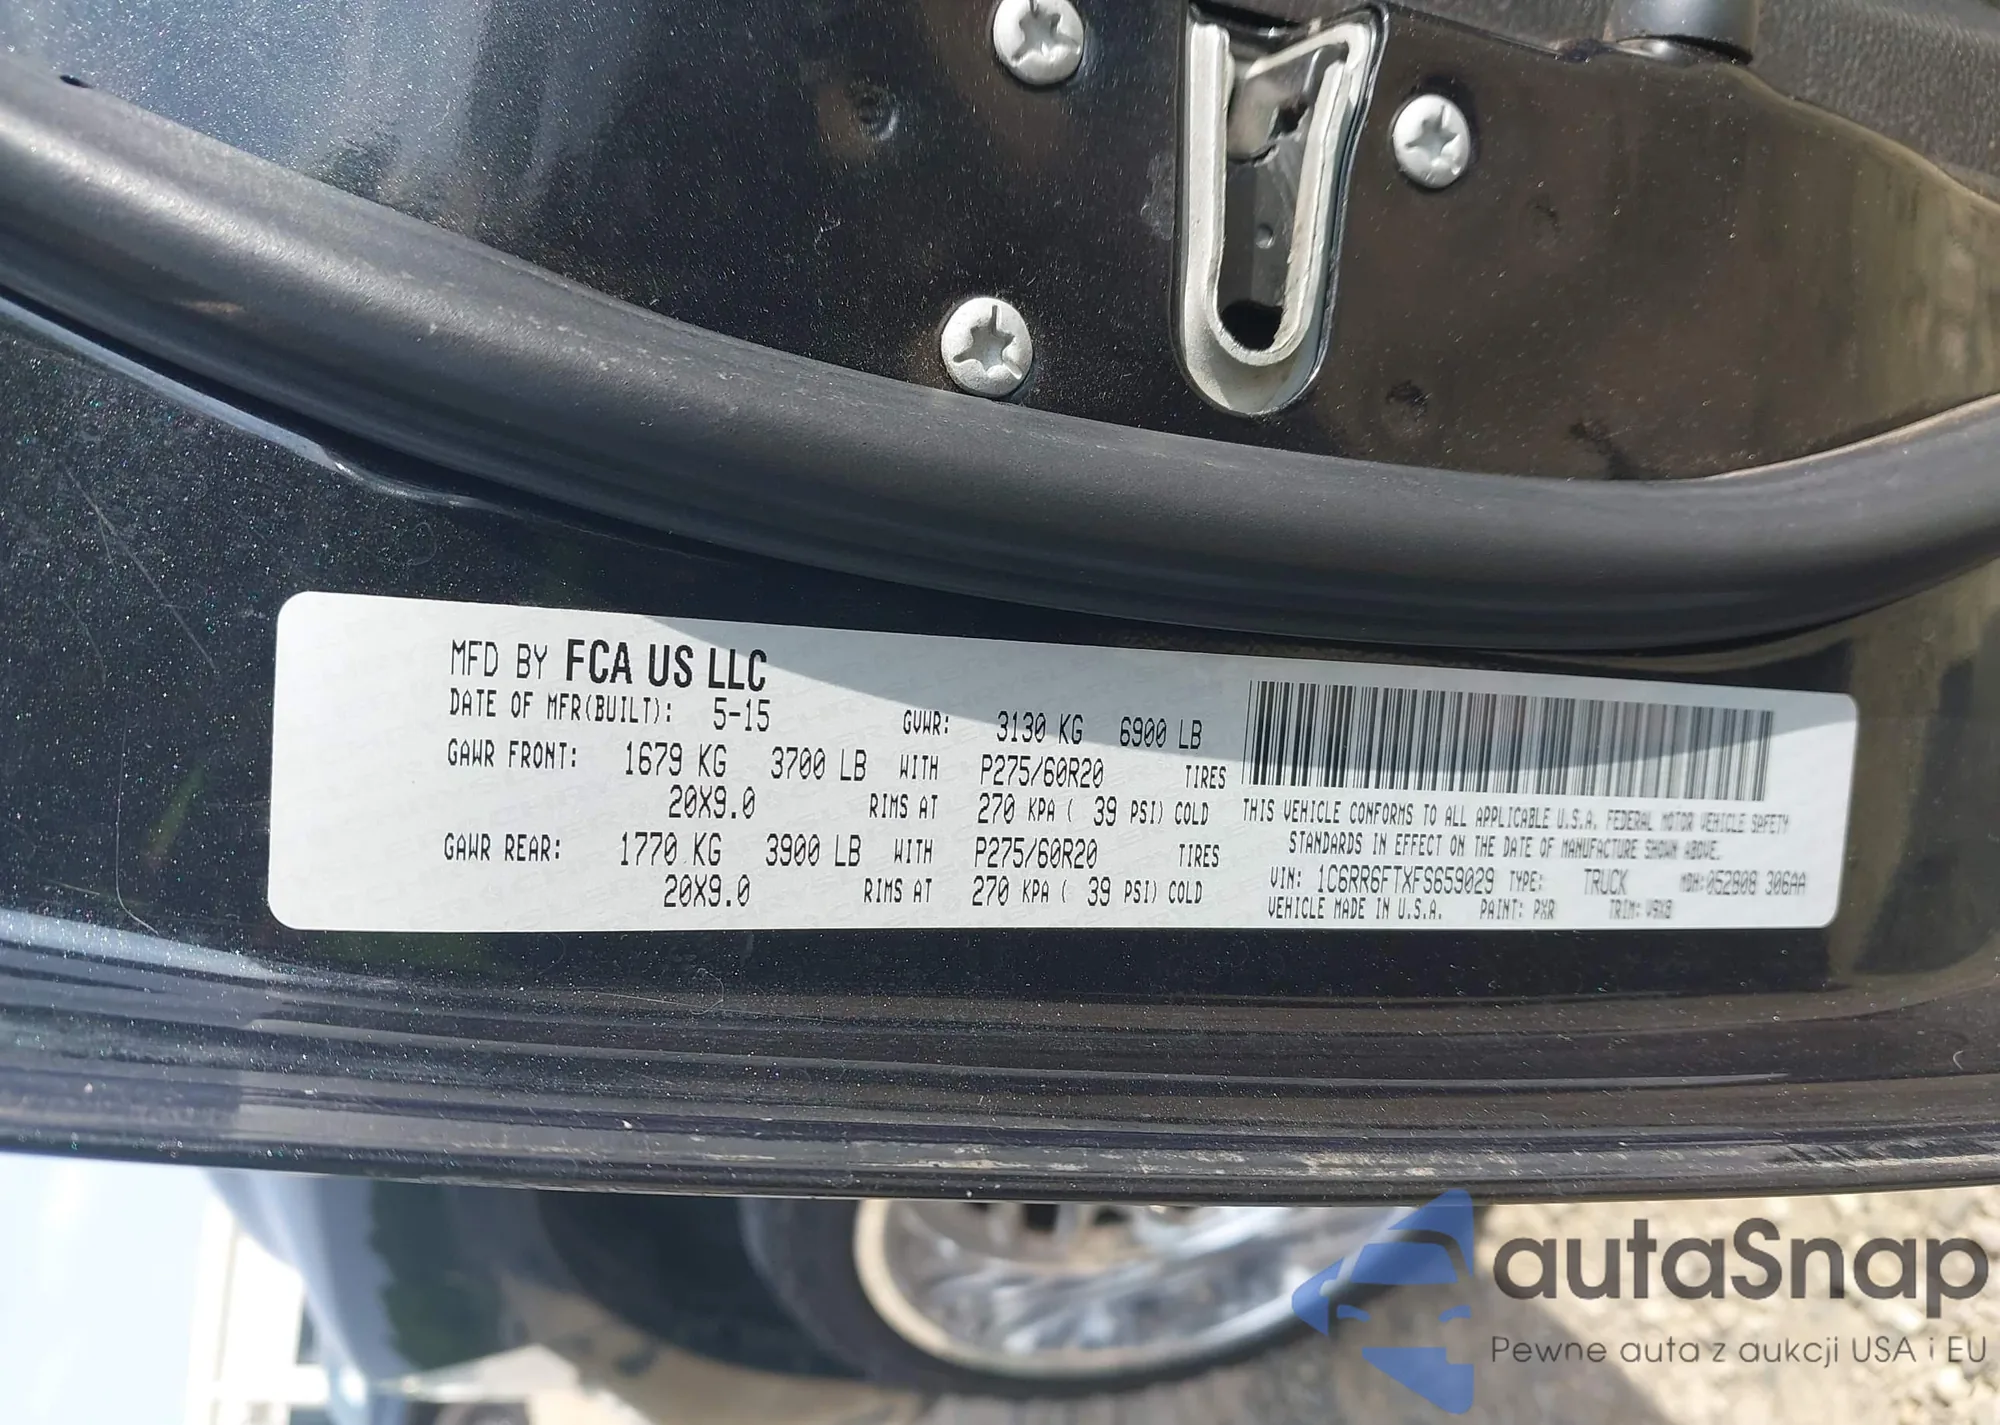 MFD BY FCA US LLC
DATE OF MFR(BUILT): 5-15 GVWR: 3130 KG 6900 LB
GAWR FRONT: 1679 KG 3700 LB WITH P275/60R20 TIRES
20X9.0 RIMS AT 270 KPA ( 39 PSI) COLD
GAWR REAR: 1770 KG 3900 LB WITH P275/60R20 TIRES
20X9.0 RIMS AT 270 KPA ( 39 PSI) COLD
THIS VEHICLE CONFORMS TO ALL APPLICABLE U.S.A. FEDERAL MOTOR VEHICLE SAFETY
STANDARDS IN EFFECT ON THE DATE OF MANUFACTURE SHOWN ABOVE.
VIN: 1C6RR6FTXFS659029 TYPE: TRUCK MDH:052808 306AA
VEHICLE MADE IN U.S.A. PAINT: PXR TRIM:
autaSnap
Pewne auta z aukcji USA i EU